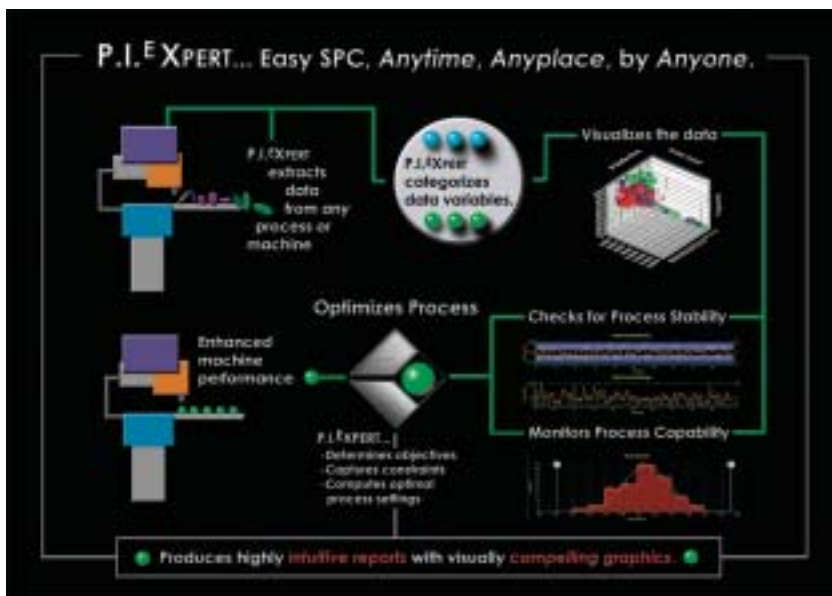 P.I.EXPERT... Easy SPC, Anytime, Anyplace, by Anyone.
P.I.EXPERT
extracts
data
from any
process or
machine
P.I.EXPERT
categorizes
data variables.
Visualizes the data
Optimizes Process
Checks for Process Stability
Enhanced
machine
performance
Monitors Process Capability
P.I.EXPERT...
-Determines objectives
-Captures constraints
-Computes optimal
process settings
Produces highly intuitive reports with visually compelling graphics.